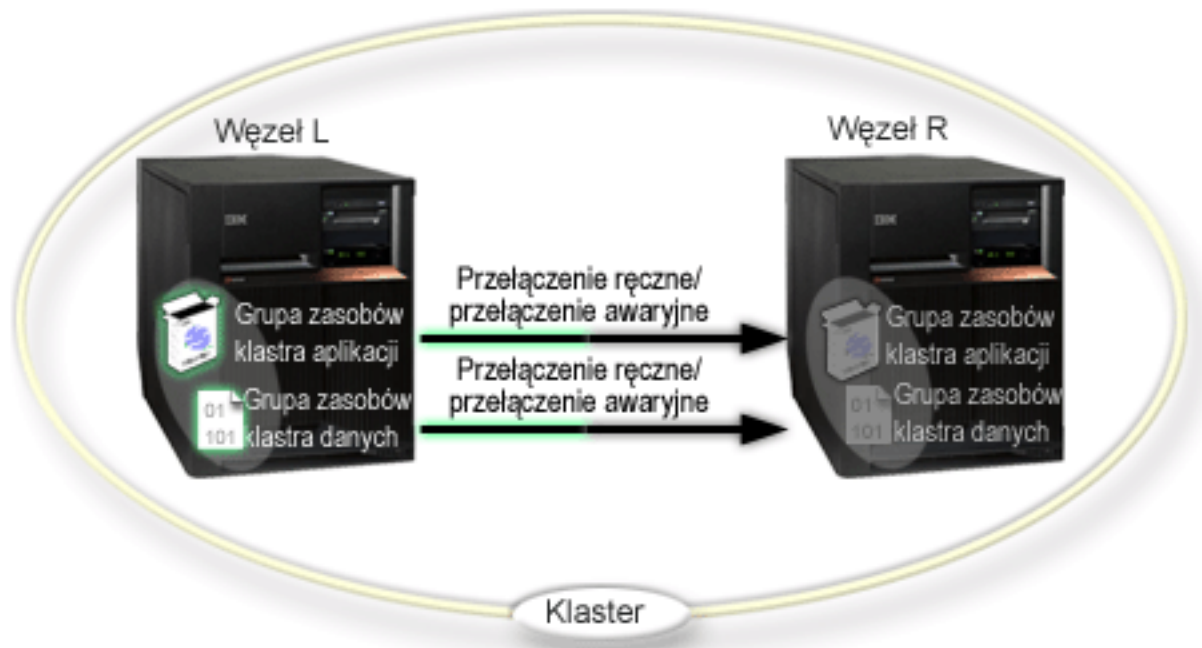 Węzeł L
Węzeł R
IBM
IBM
Przełączenie ręczne/
przełączenie awaryjne
Grupa zasobów
klastra aplikacji
Grupa zasobów
klastra aplikacji
Przełączenie ręczne/
przełączenie awaryjne
01
101
Grupa zasobów
klastra danych
01
101
Grupa zasobów
klastra danych
Klaster